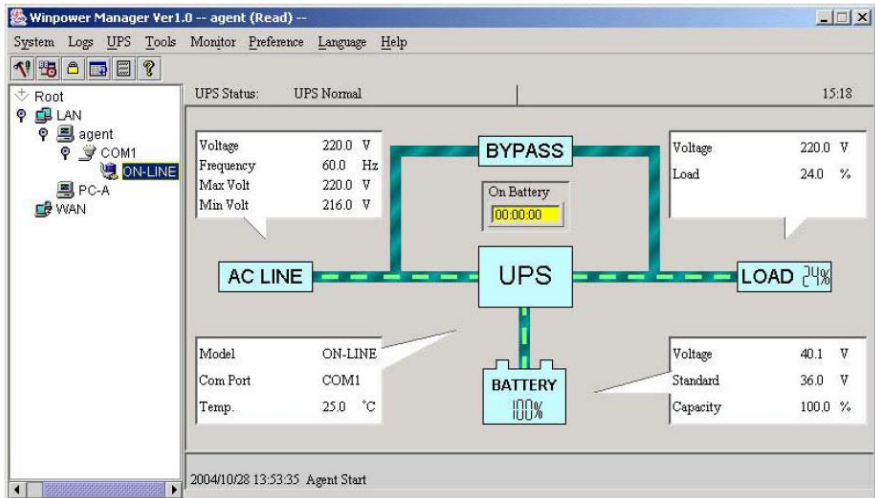 Winpower Manager Ver1.0 -- agent (Read) --
System Logs UPS Tools Monitor Preference Language Help
Root
LAN
agent
COM1
ON-LINE
PC-A
WAN
UPS Status: UPS Normal 15:18
Voltage 220.0 V
Frequency 60.0 Hz
Max Volt 220.0 V
Min Volt 216.0 V
BYPASS
On Battery
00:00:00
Voltage 220.0 V
Load 24.0 %
AC LINE
UPS
LOAD 24%
Model ON-LINE
Com Port COM1
Temp. 25.0 °C
BATTERY
100%
Voltage 40.1 V
Standard 36.0 V
Capacity 100.0 %
2004/10/28 13:53:35 Agent Start